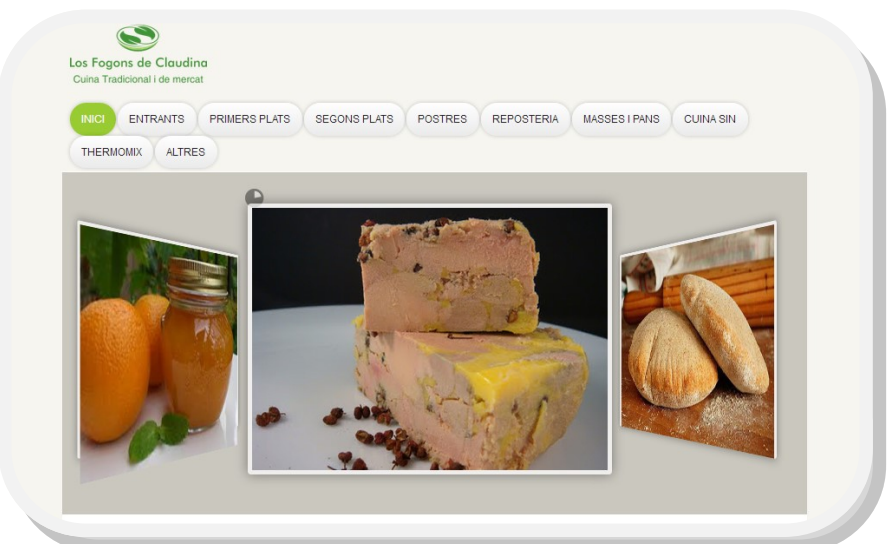 Los Fogons de Claudina
Cuina Tradicional i de mercat
INICI ENTRANTS PRIMERS PLATS SEGONS PLATS POSTRES REPOSTERIA MASSES I PANS CUINA SIN
THERMOMIX ALTRES